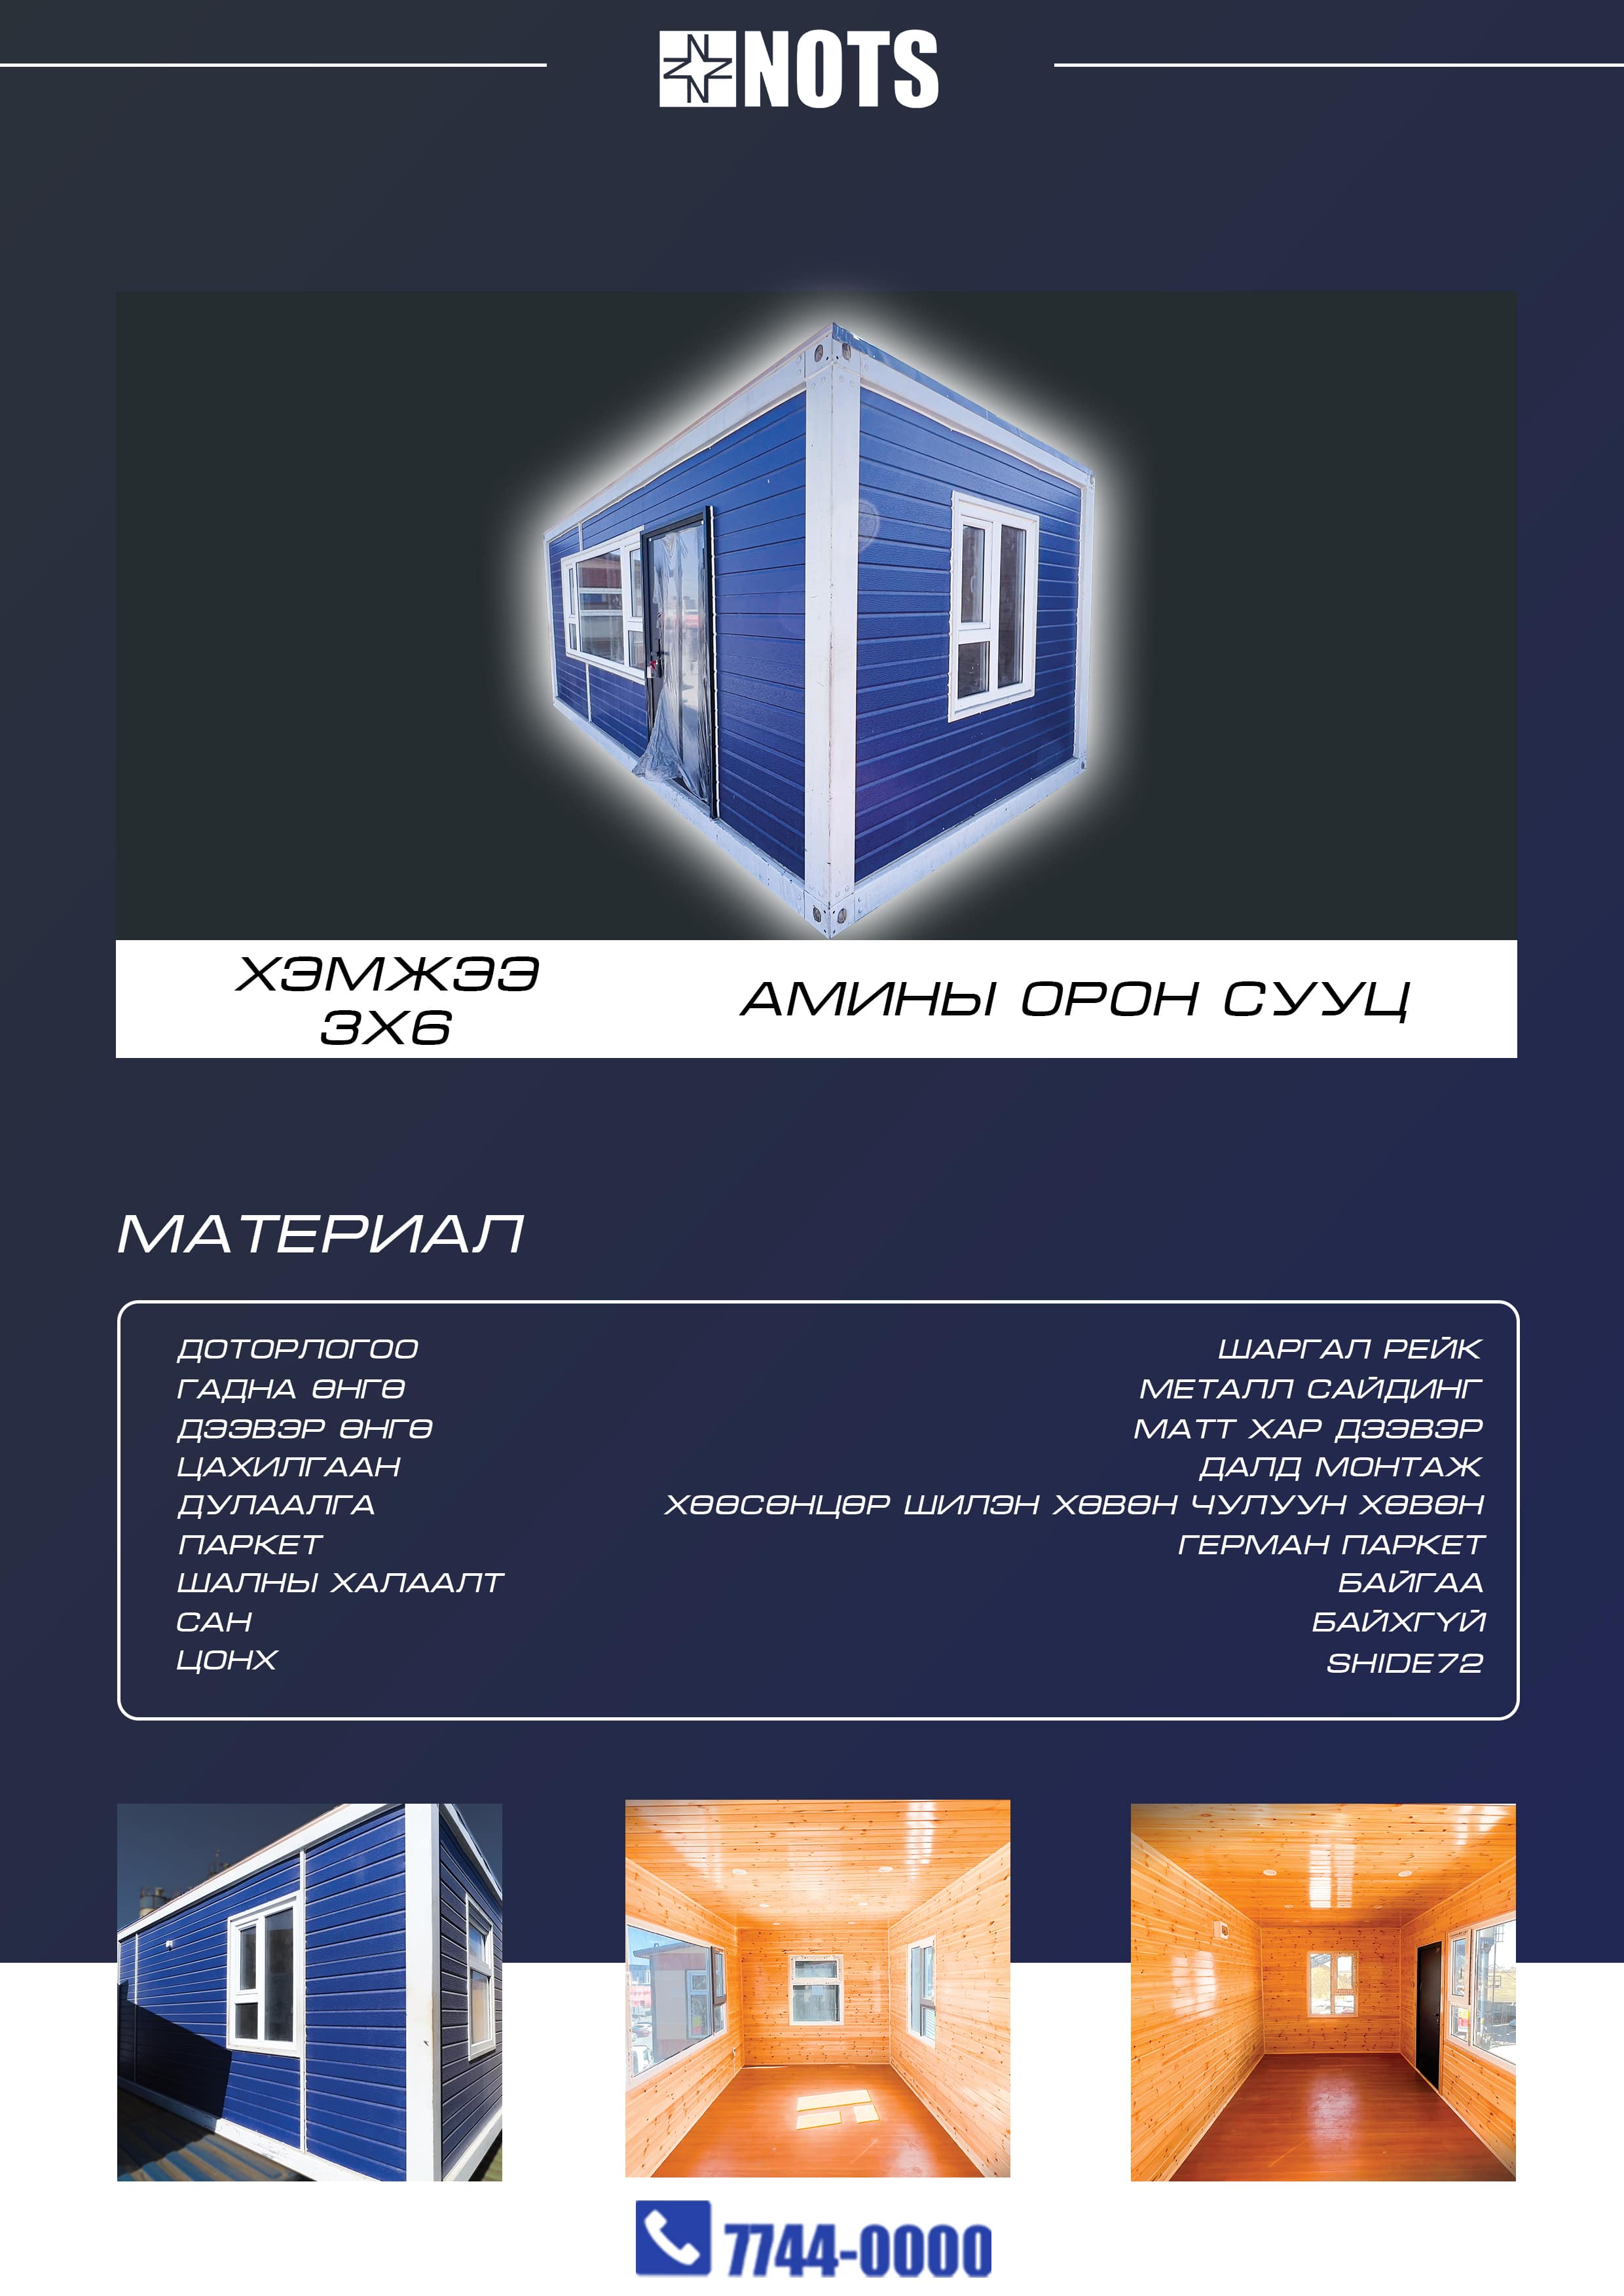 NOTS
ХЭМЖЭЭ
3X6
АМИНЫ ОРОН СУУЦ
МАТЕРИАЛ
ДОТОРЛОГОО ШАРГАЛ РЕЙК
ГАДНА ӨНГӨ МЕТАЛЛ САЙДИНГ
ДЭЭВЭР ӨНГӨ МАТТ ХАР ДЭЭВЭР
ЦАХИЛГААН ДАЛД МОНТАЖ
ДУЛААЛГА ХӨӨСӨНЦӨР ШИЛЭН ХӨВӨН ЧУЛУУН ХӨВӨН
ПАРКЕТ ГЕРМАН ПАРКЕТ
ШАЛНЫ ХАЛААЛТ БАЙГАА
САН БАЙХГҮЙ
ЦОНХ SHIDE72
7744-0000